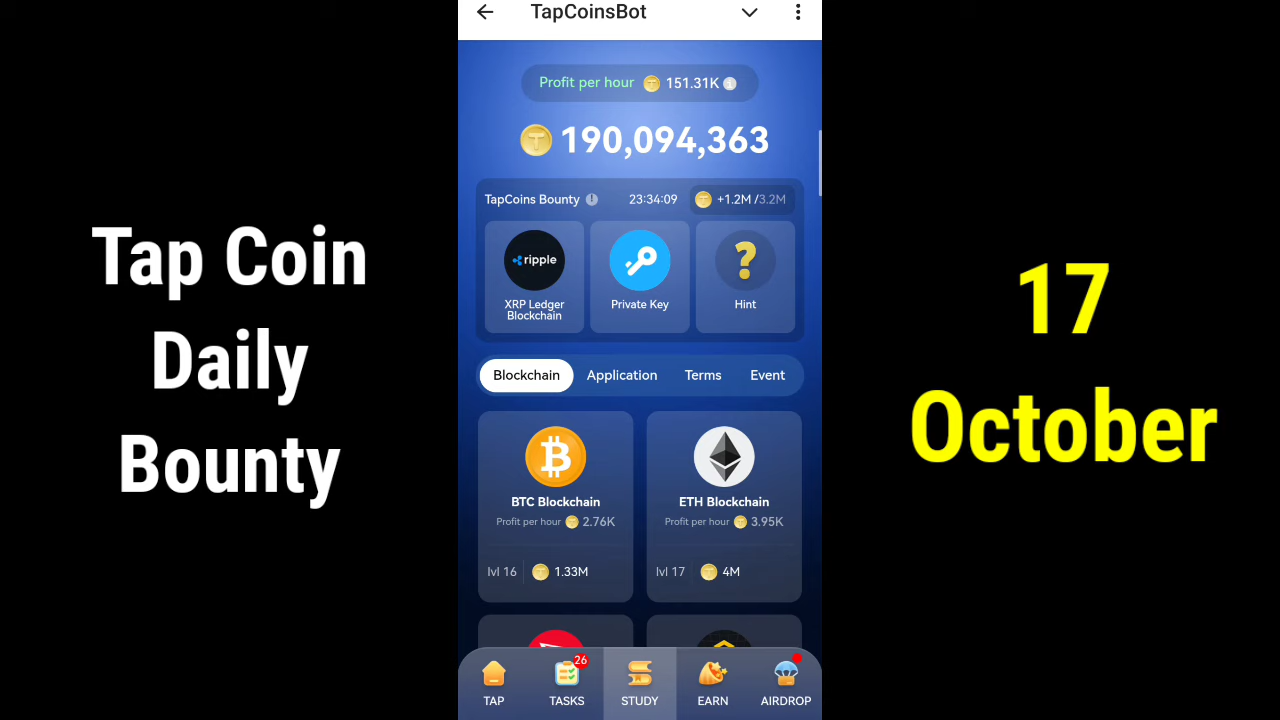 TapCoinsBot
Profit per hour 151.31K
190,094,363
TapCoins Bounty 23:34:09 +1.2M /3.2M
ripple
XRP Ledger
Blockchain
Private Key
?
Hint
Blockchain Application Terms Event
BTC Blockchain
Profit per hour 2.76K
lvl 16 1.33M
ETH Blockchain
Profit per hour 3.95K
lvl 17 4M
26
TAP TASKS STUDY EARN AIRDROP
Tap Coin
Daily
Bounty
17
October